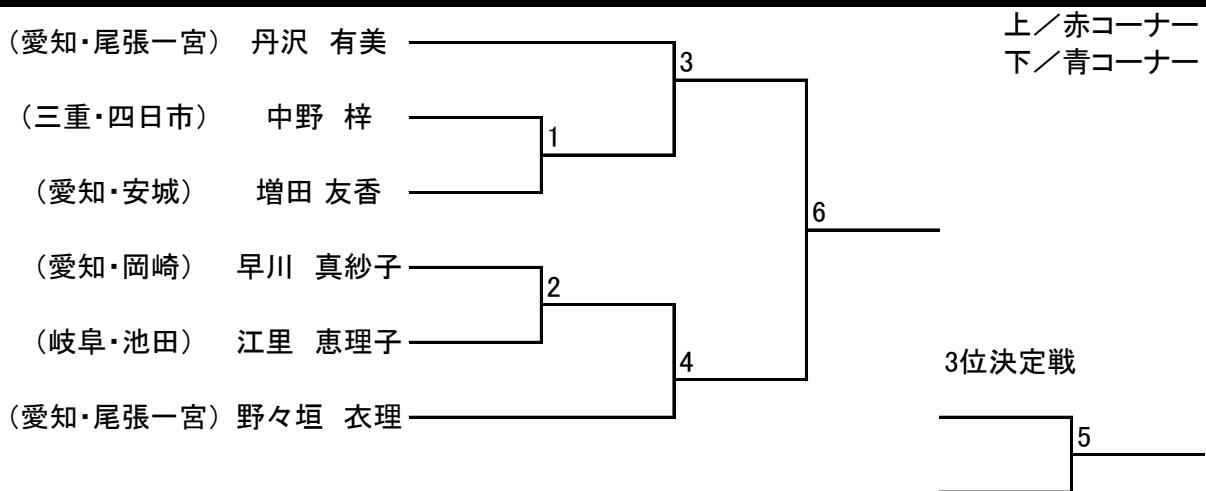 上／赤コーナー
下／青コーナー
（愛知・尾張一宮） 丹沢 有美
3
（三重・四日市） 中野 梓
1
（愛知・安城） 増田 友香
6
（愛知・岡崎） 早川 真紗子
2
（岐阜・池田） 江里 恵理子
4
3位決定戦
（愛知・尾張一宮） 野々垣 衣理
5